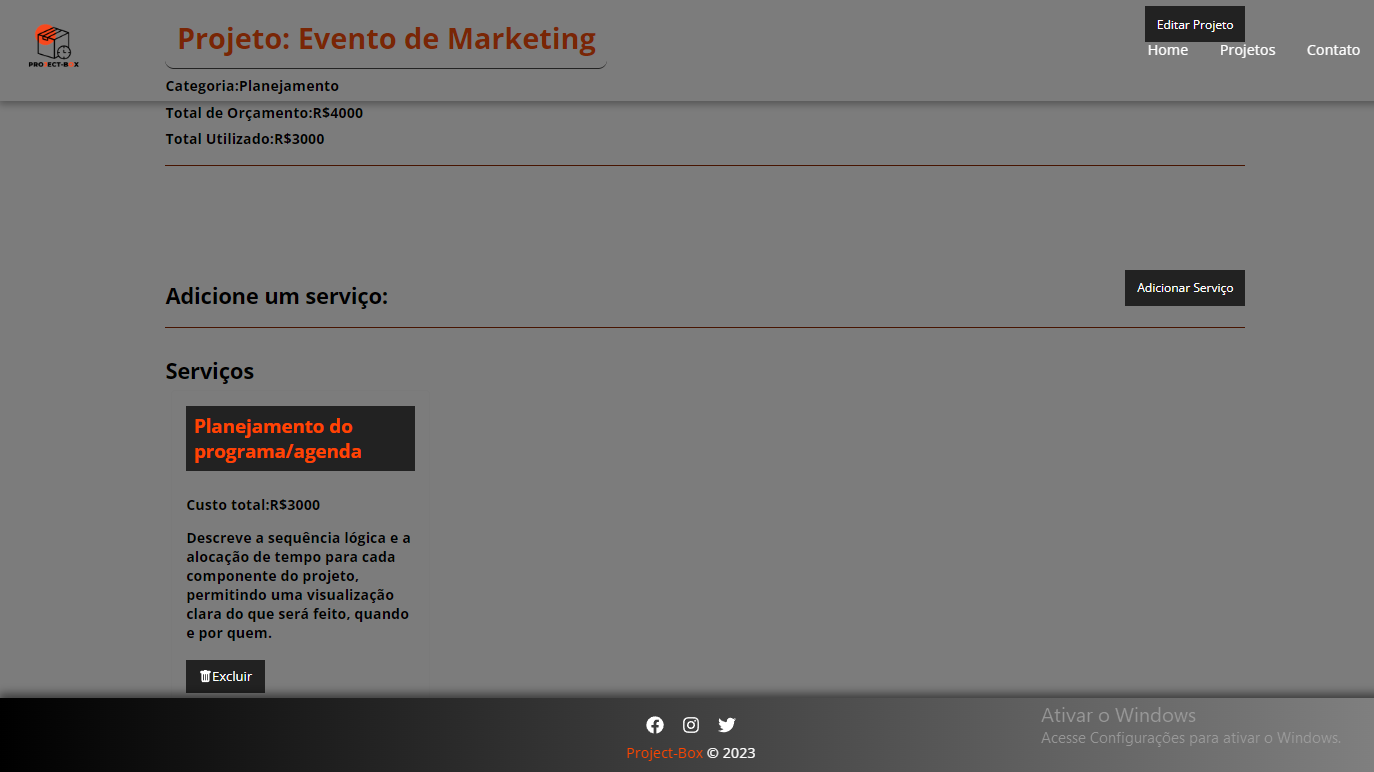 PROJECT-BOX
Projeto: Evento de Marketing
Editar Projeto
Home Projetos Contato
Categoria:Planejamento
Total de Orçamento:R$4000
Total Utilizado:R$3000
Adicione um serviço:
Adicionar Serviço
Serviços
Planejamento do
programa/agenda
Custo total:R$3000
Descreve a sequência lógica e a
alocação de tempo para cada
componente do projeto,
permitindo uma visualização
clara do que será feito, quando
e por quem.
Excluir
Project-Box © 2023
Ativar o Windows
Acesse Configurações para ativar o Windows.